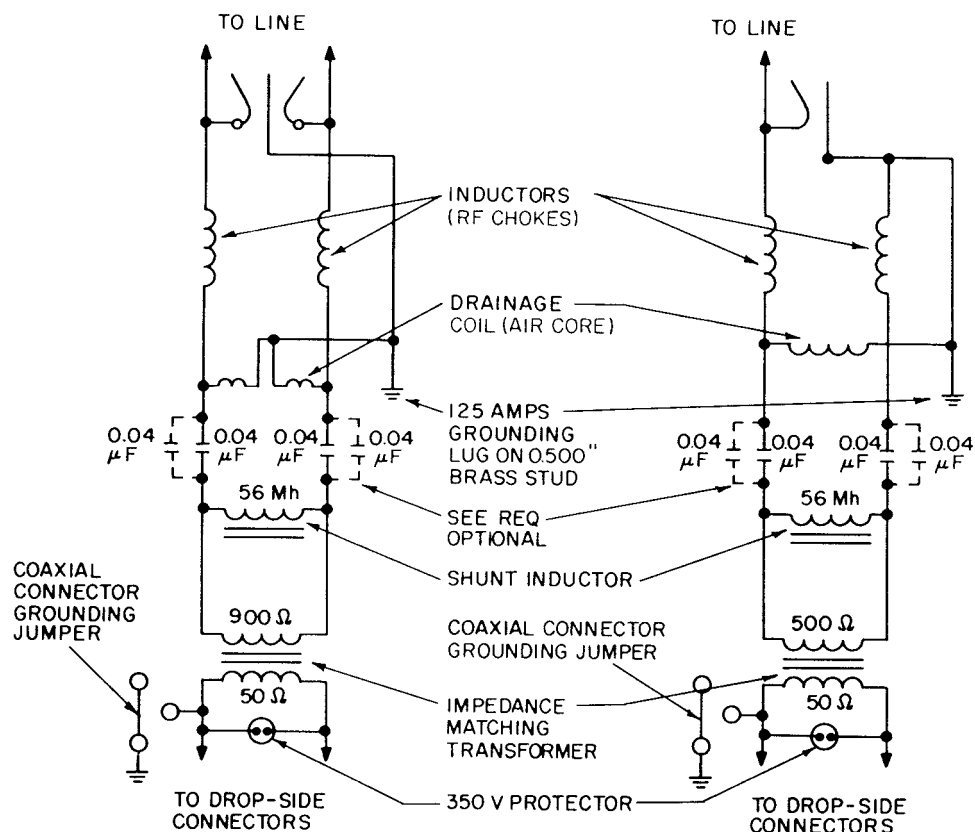 TO LINE
TO LINE
INDUCTORS
(RF CHOKES)
DRAINAGE
COIL (AIR CORE)
125 AMPS
GROUNDING
LUG ON 0.500"
BRASS STUD
0.04
µF
0.04
µF
0.04
µF
0.04
µF
0.04
µF
0.04
µF
0.04
µF
0.04
µF
56 Mh
56 Mh
SEE REQ
OPTIONAL
SHUNT INDUCTOR
COAXIAL
CONNECTOR
GROUNDING
JUMPER
900 Ω
500 Ω
COAXIAL CONNECTOR
GROUNDING JUMPER
50 Ω
50 Ω
IMPEDANCE
MATCHING
TRANSFORMER
350 V PROTECTOR
TO DROP-SIDE
CONNECTORS
TO DROP-SIDE
CONNECTORS